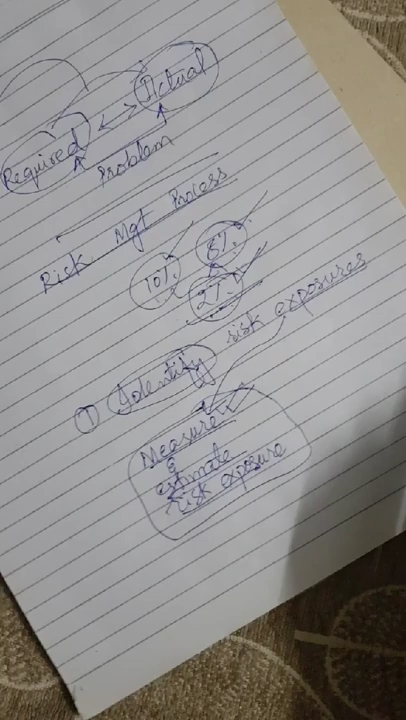 Required <-> Actual
Problem
Risk Mgt Process
10%. 8%.
2%.
① Identify risk exposures
Measure
&
estimate
risk exposure